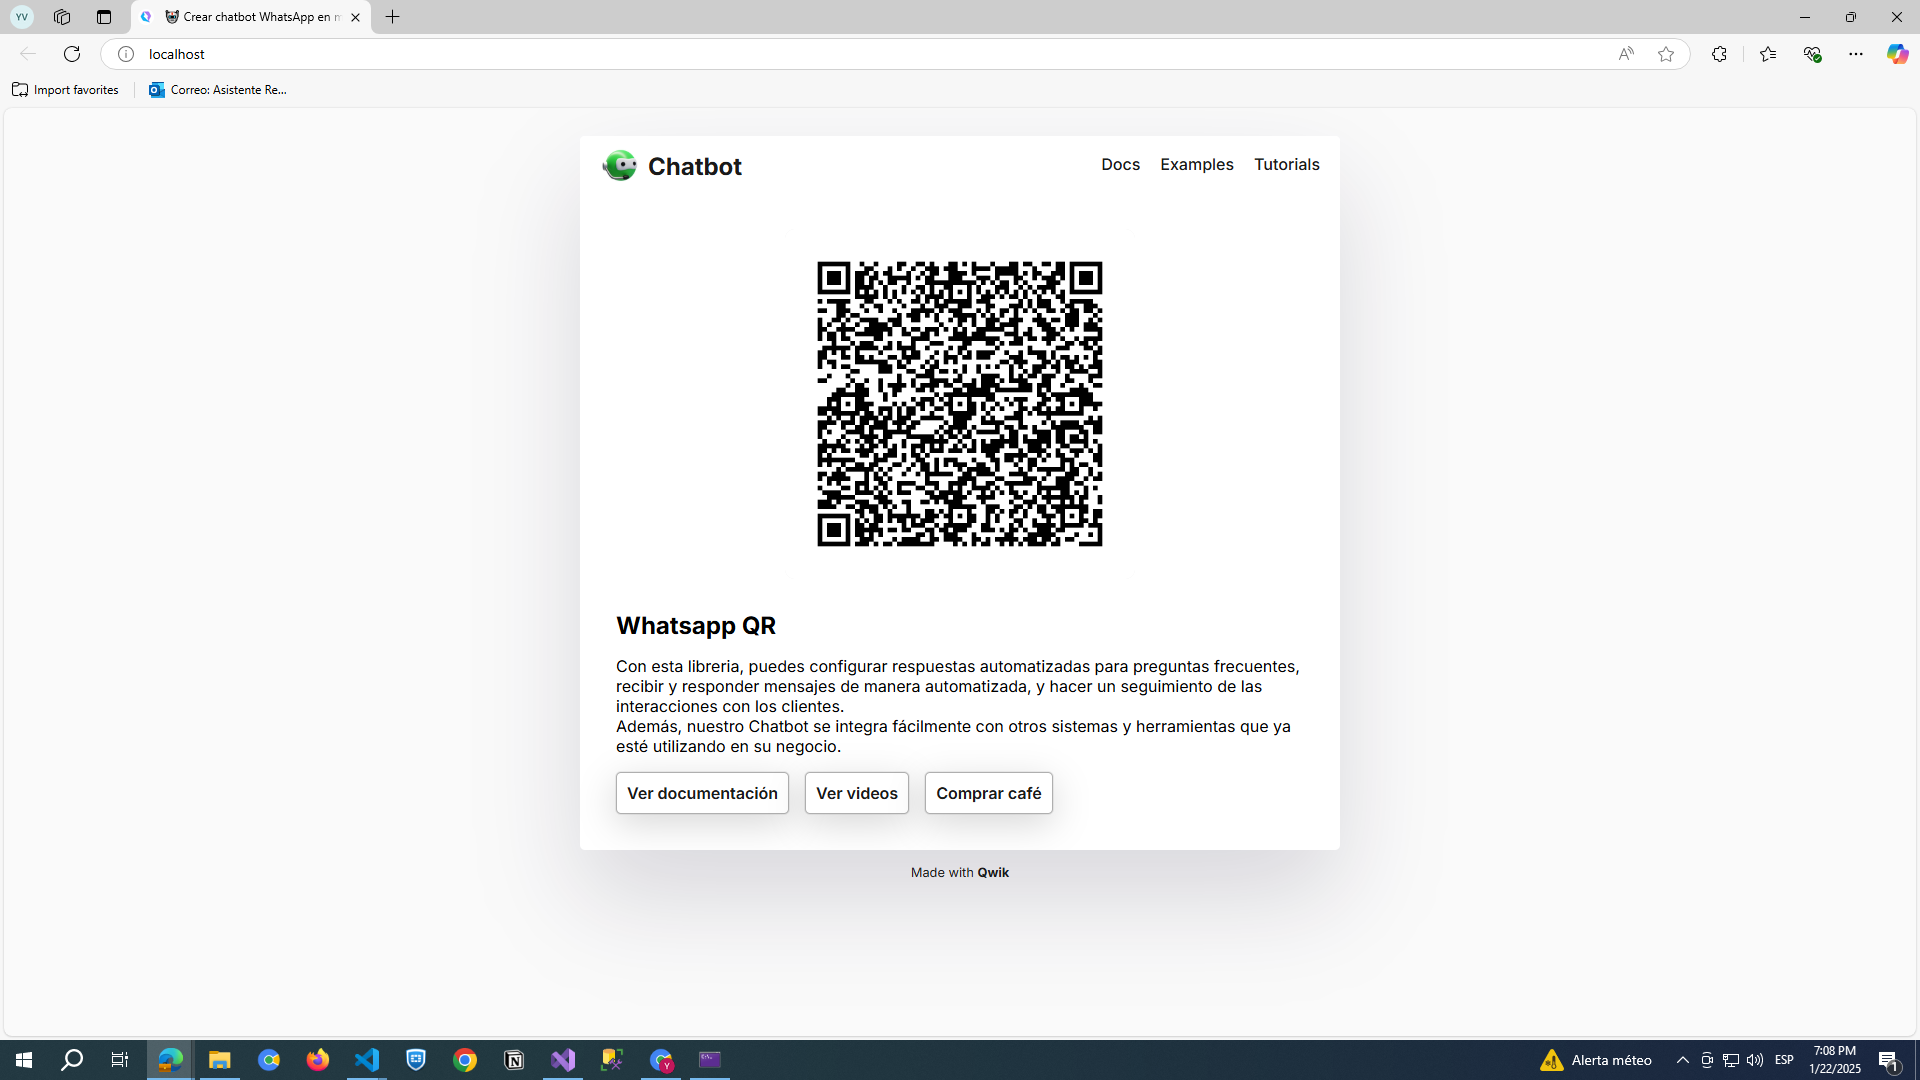 YV
Crear chatbot WhatsApp en m
localhost
Import favorites
Correo: Asistente Re...
Chatbot
Docs
Examples
Tutorials
Whatsapp QR
Con esta libreria, puedes configurar respuestas automatizadas para preguntas frecuentes,
recibir y responder mensajes de manera automatizada, y hacer un seguimiento de las
interacciones con los clientes.
Además, nuestro Chatbot se integra fácilmente con otros sistemas y herramientas que ya
esté utilizando en su negocio.
Ver documentación
Ver videos
Comprar café
Made with Qwik
Alerta méteo
ESP
7:08 PM
1/22/2025
1